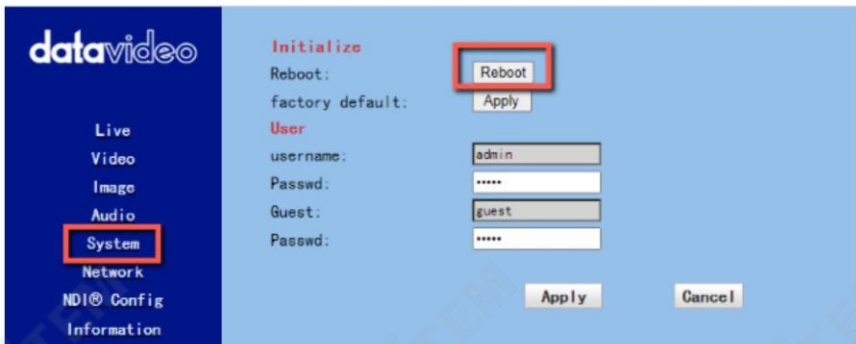 datavideo
Live
Video
Image
Audio
System
Network
NDI® Config
Information
Initialize
Reboot: Reboot
factory default: Apply
User
username: admin
Passwd: •••••
Guest: guest
Passwd: •••••
Apply Cancel